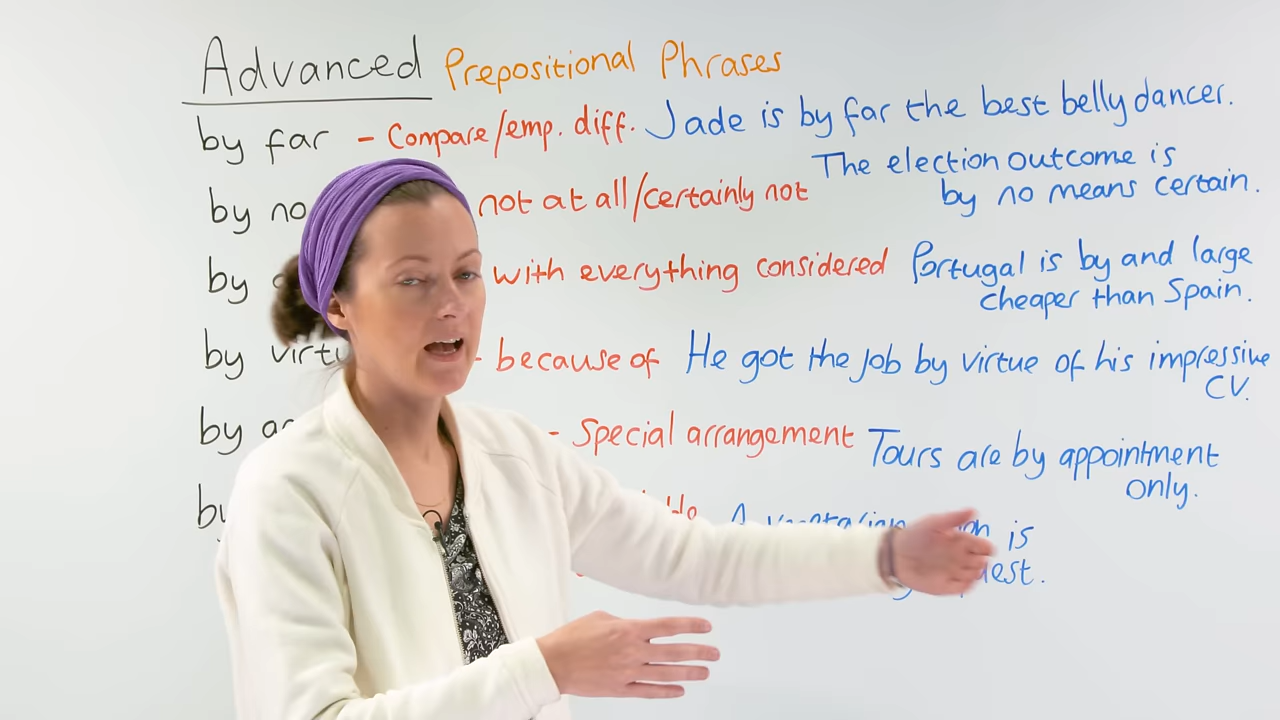 Advanced Prepositional Phrases
by far - Compare/emp. diff. Jade is by far the best belly dancer.
by no not at all/certainly not The election outcome is
by no means certain.
by with everything considered Portugal is by and large
cheaper than Spain.
by - because of He got the job by virtue of his impressive
CV.
by - Special arrangement Tours are by appointment
only.
by A is